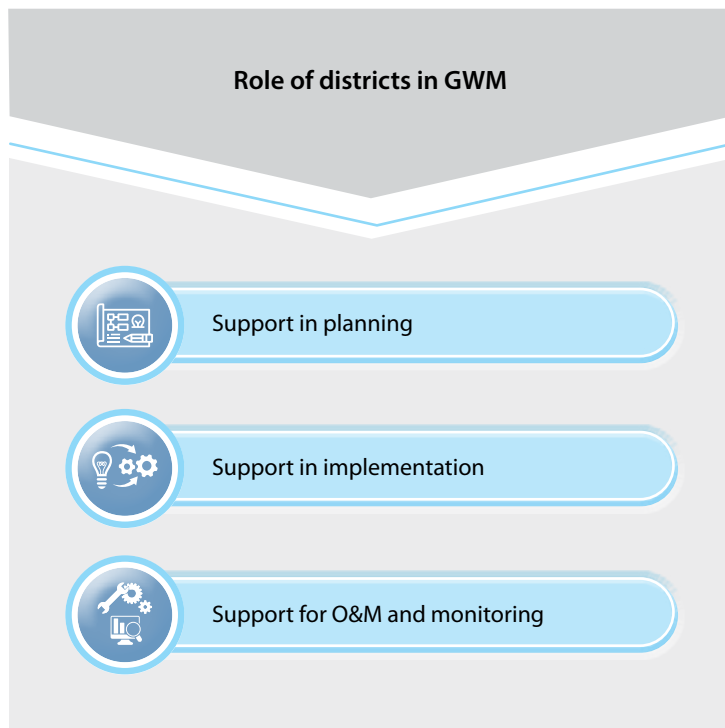 Role of districts in GWM
Support in planning
Support in implementation
Support for O&M and monitoring